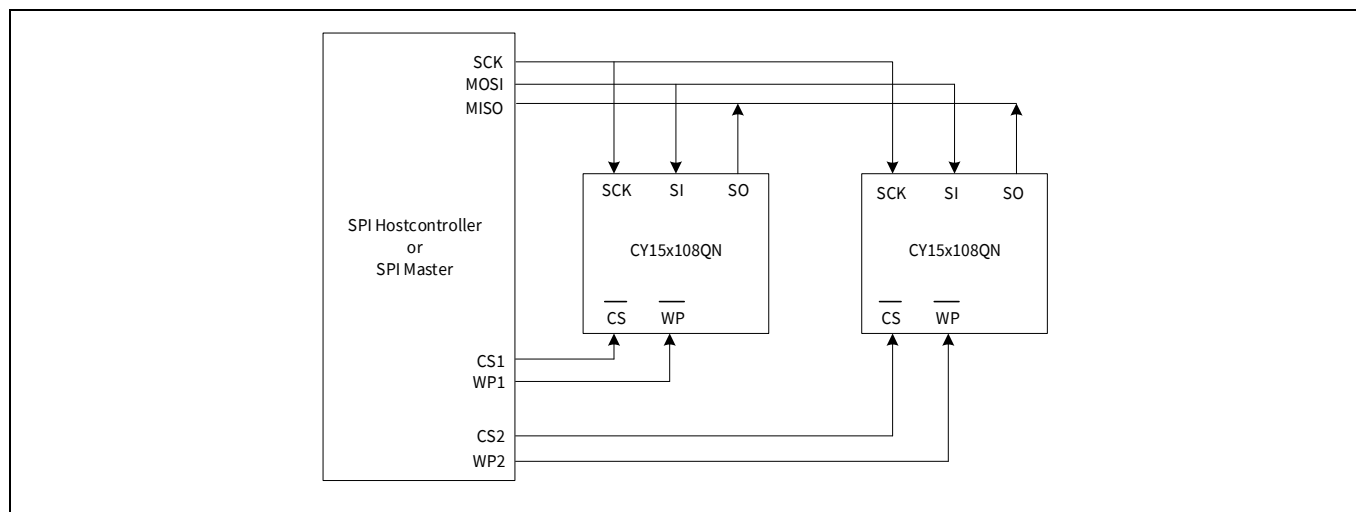 SCK
MOSI
MISO
SCK SI SO
SCK SI SO
SPI Hostcontroller
or
SPI Master
CY15x108QN
CY15x108QN
CS WP
CS WP
CS1
WP1
CS2
WP2